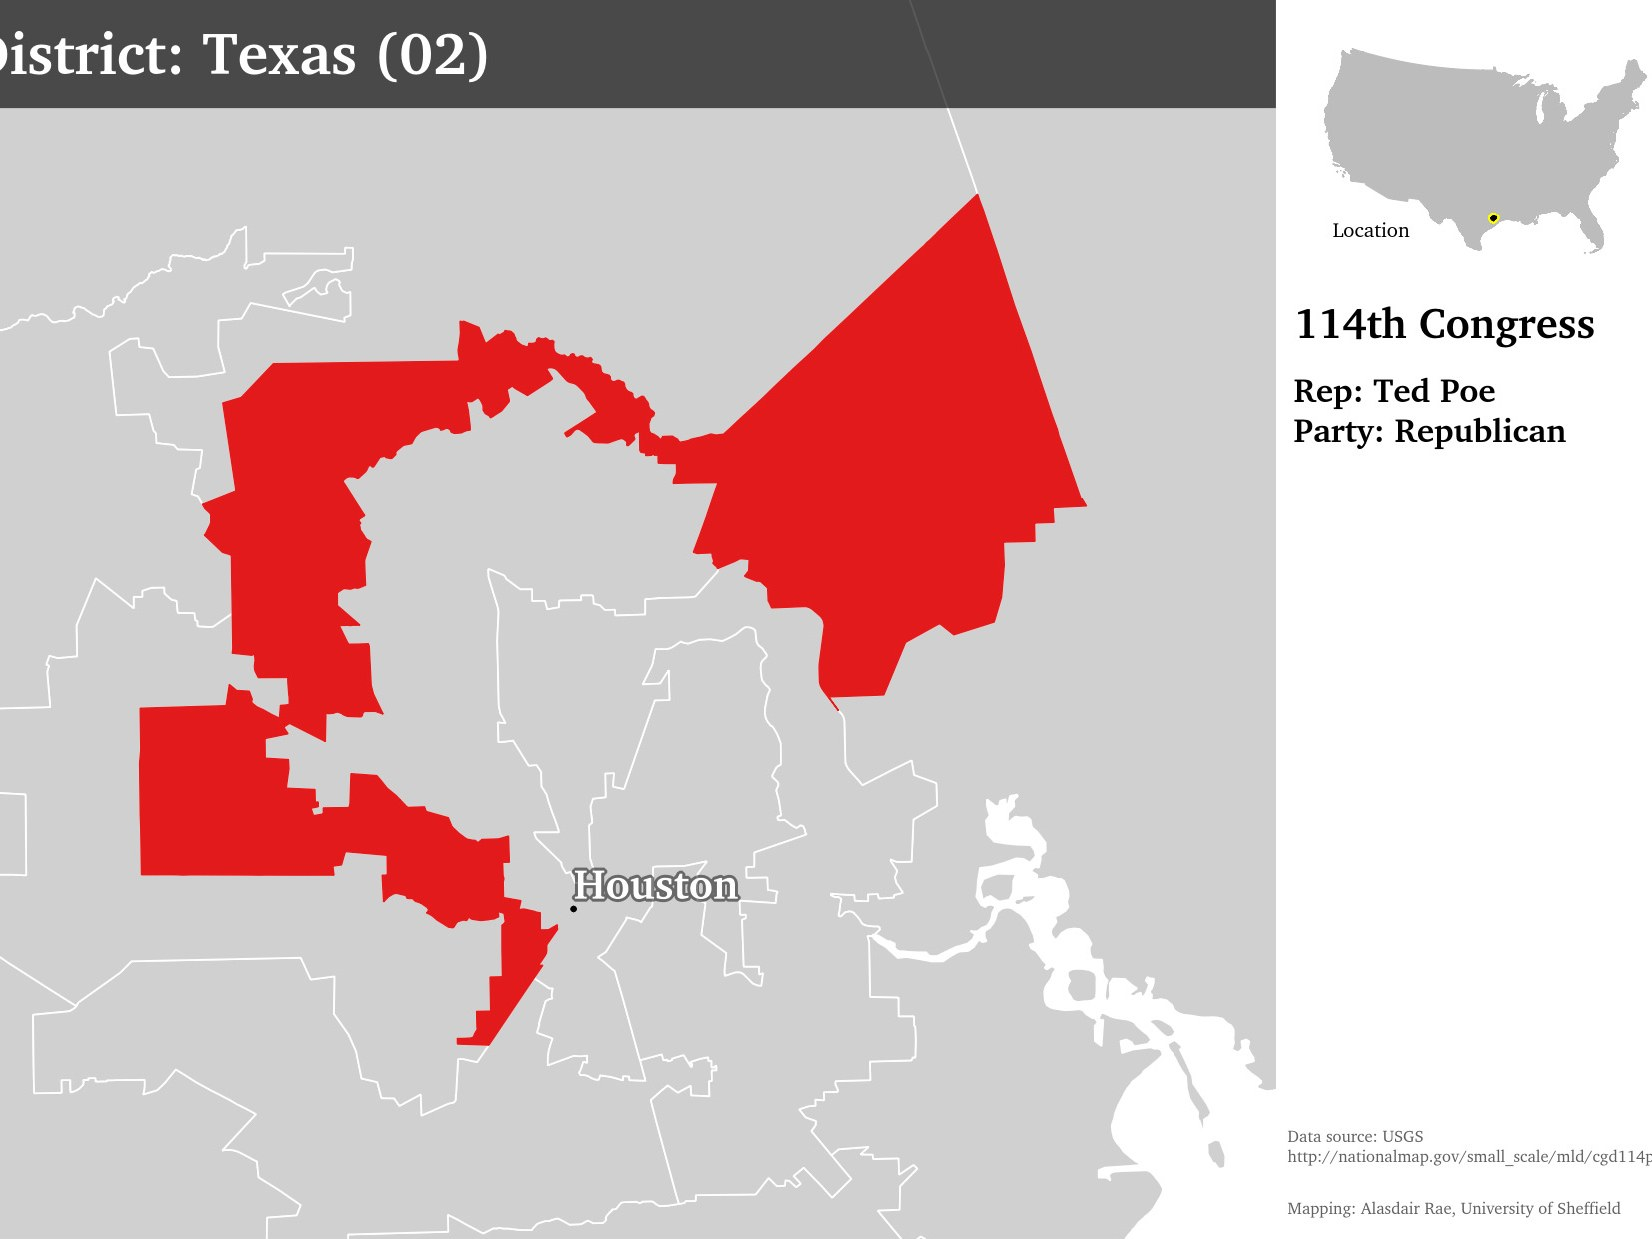 District: Texas (02)
Location
114th Congress
Rep: Ted Poe
Party: Republican
Houston
Data source: USGS
http://nationalmap.gov/small_scale/mld/cgd114p
Mapping: Alasdair Rae, University of Sheffield